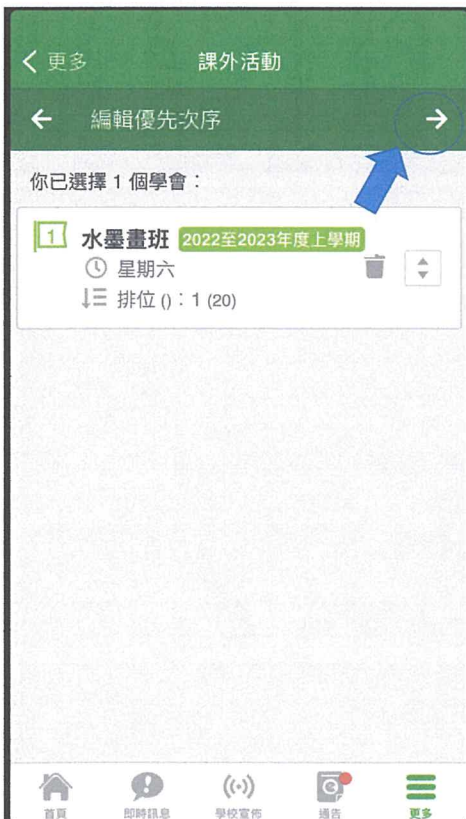 更多
課外活動
編輯優先次序
你已選擇 1 個學會：
1
水墨畫班 2022至2023年度上學期
星期六
排位 ()：1 (20)
首頁
即時訊息
學校宣佈
通告
更多